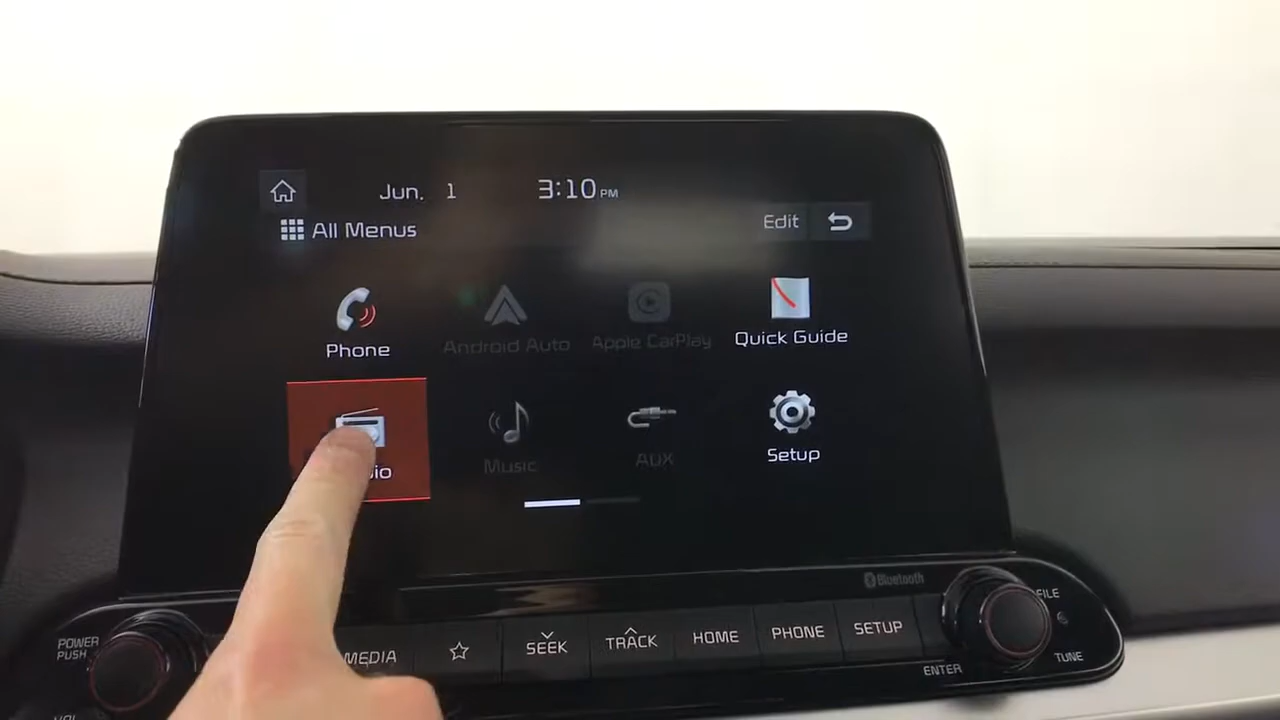 Jun. 1 3:10 PM
All Menus
Edit
Phone
Android Auto
Apple CarPlay
Quick Guide
Music
AUX
Setup
Bluetooth
POWER
PUSH
MEDIA
SEEK
TRACK
HOME
PHONE
SETUP
FILE
ENTER
TUNE